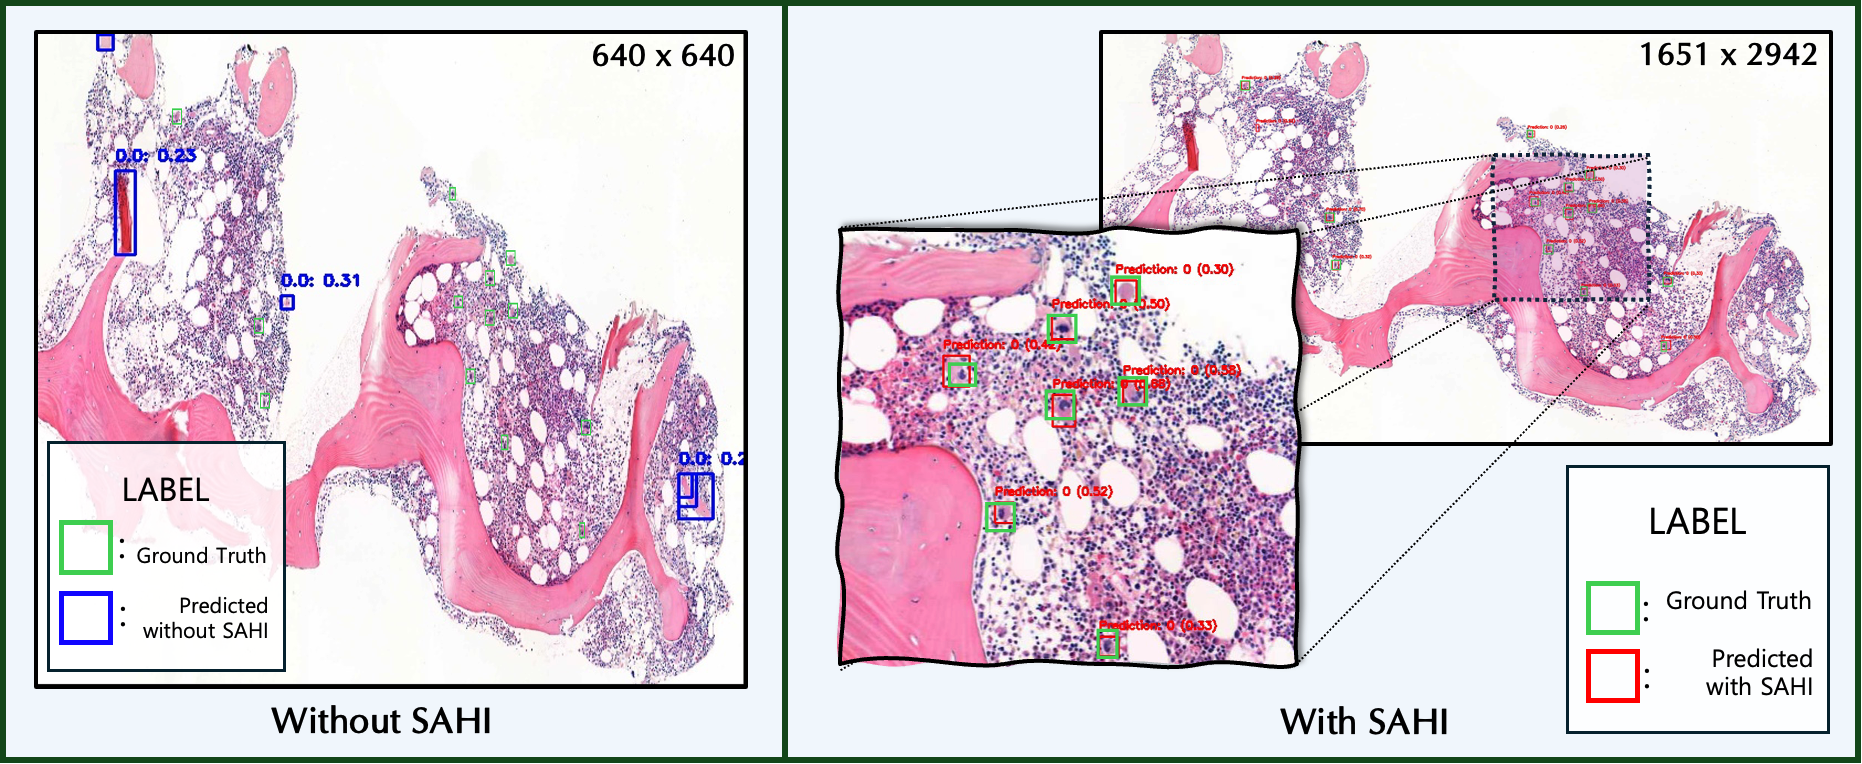 640 x 640
0.0: 0.23
0.0: 0.31
0.0: 0.2
LABEL
: Ground Truth
: Predicted
without SAHI
Without SAHI
1651 x 2942
Prediction: 0 (0.30)
Prediction: 0 (0.50)
Prediction: 0 (0.42)
Prediction: 0 (0.58)
Prediction: 0 (0.68)
Prediction: 0 (0.52)
Prediction: 0 (0.33)
LABEL
: Ground Truth
: Predicted
with SAHI
With SAHI